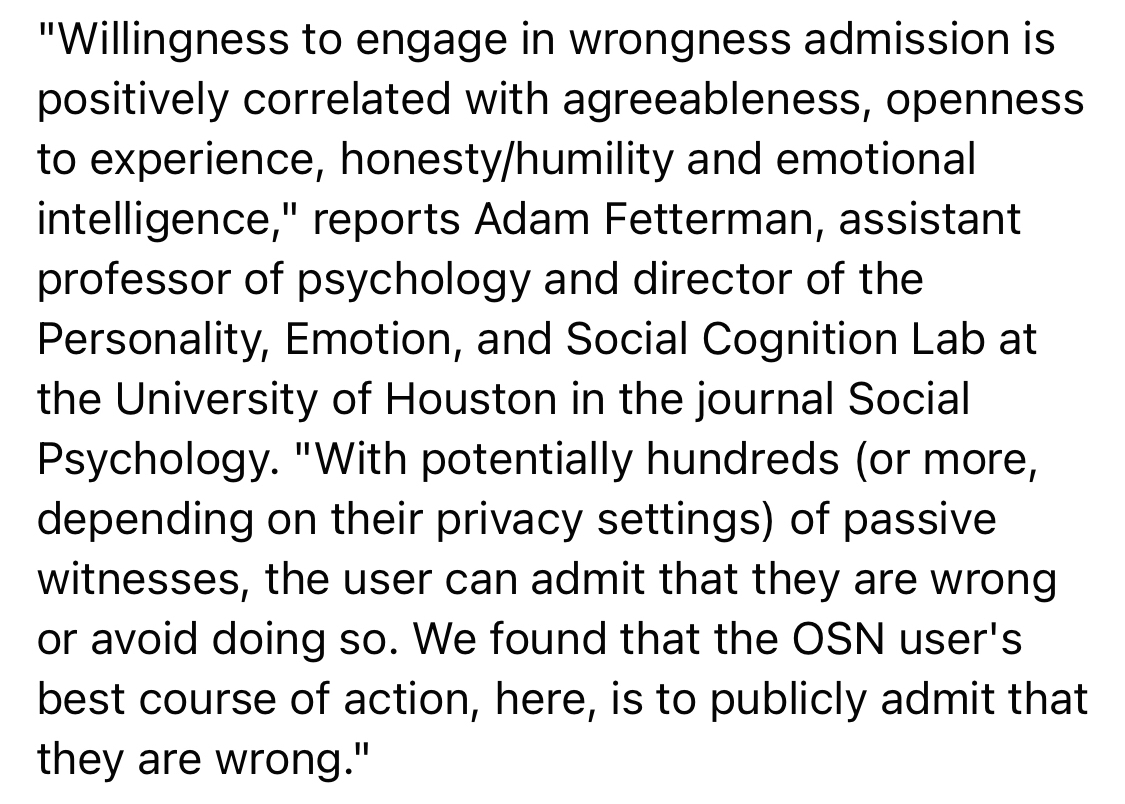 "Willingness to engage in wrongness admission is
positively correlated with agreeableness, openness
to experience, honesty/humility and emotional
intelligence," reports Adam Fetterman, assistant
professor of psychology and director of the
Personality, Emotion, and Social Cognition Lab at
the University of Houston in the journal Social
Psychology. "With potentially hundreds (or more,
depending on their privacy settings) of passive
witnesses, the user can admit that they are wrong
or avoid doing so. We found that the OSN user's
best course of action, here, is to publicly admit that
they are wrong."